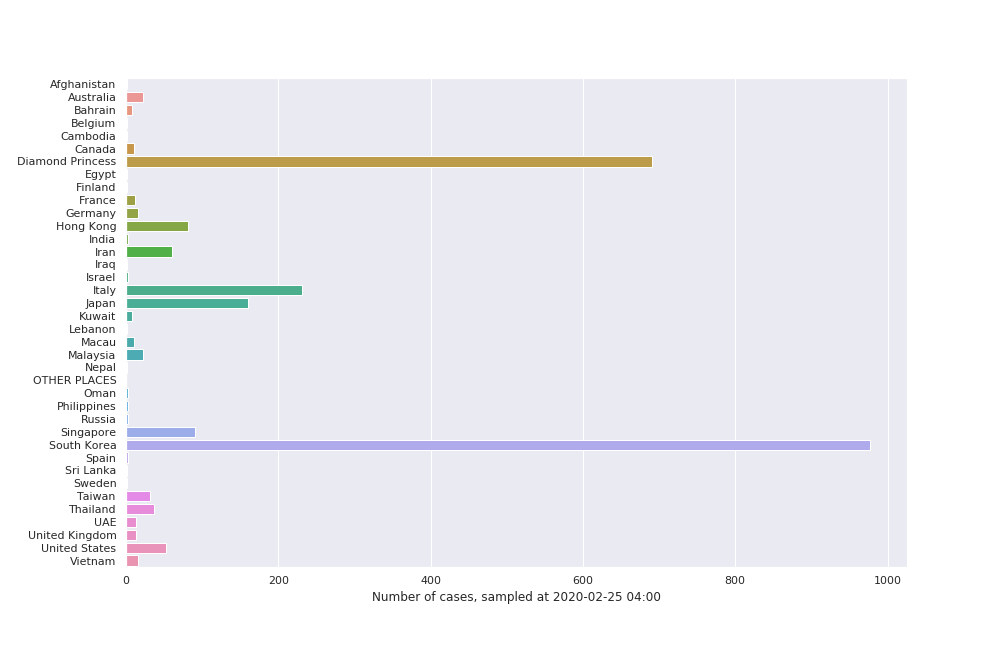 Afghanistan
Australia
Bahrain
Belgium
Cambodia
Canada
Diamond Princess
Egypt
Finland
France
Germany
Hong Kong
India
Iran
Iraq
Israel
Italy
Japan
Kuwait
Lebanon
Macau
Malaysia
Nepal
OTHER PLACES
Oman
Philippines
Russia
Singapore
South Korea
Spain
Sri Lanka
Sweden
Taiwan
Thailand
UAE
United Kingdom
United States
Vietnam
0 200 400 600 800 1000
Number of cases, sampled at 2020-02-25 04:00